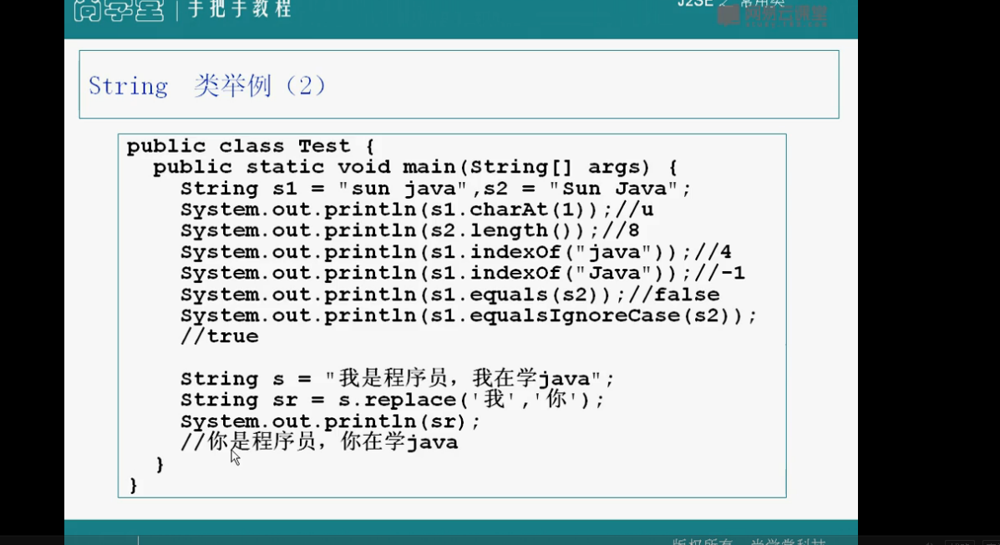 尚学堂 | 手把手教程
J2SE 之 常用类
网易云课堂
String 类举例（2）
public class Test {
public static void main(String[] args) {
String s1 = "sun java",s2 = "Sun Java";
System.out.println(s1.charAt(1));//u
System.out.println(s2.length());//8
System.out.println(s1.indexOf("java"));//4
System.out.println(s1.indexOf("Java"));//-1
System.out.println(s1.equals(s2));//false
System.out.println(s1.equalsIgnoreCase(s2));
//true
String s = "我是程序员，我在学java";
String sr = s.replace('我','你');
System.out.println(sr);
//你是程序员，你在学java
}
}
版权所有 尚学堂科技